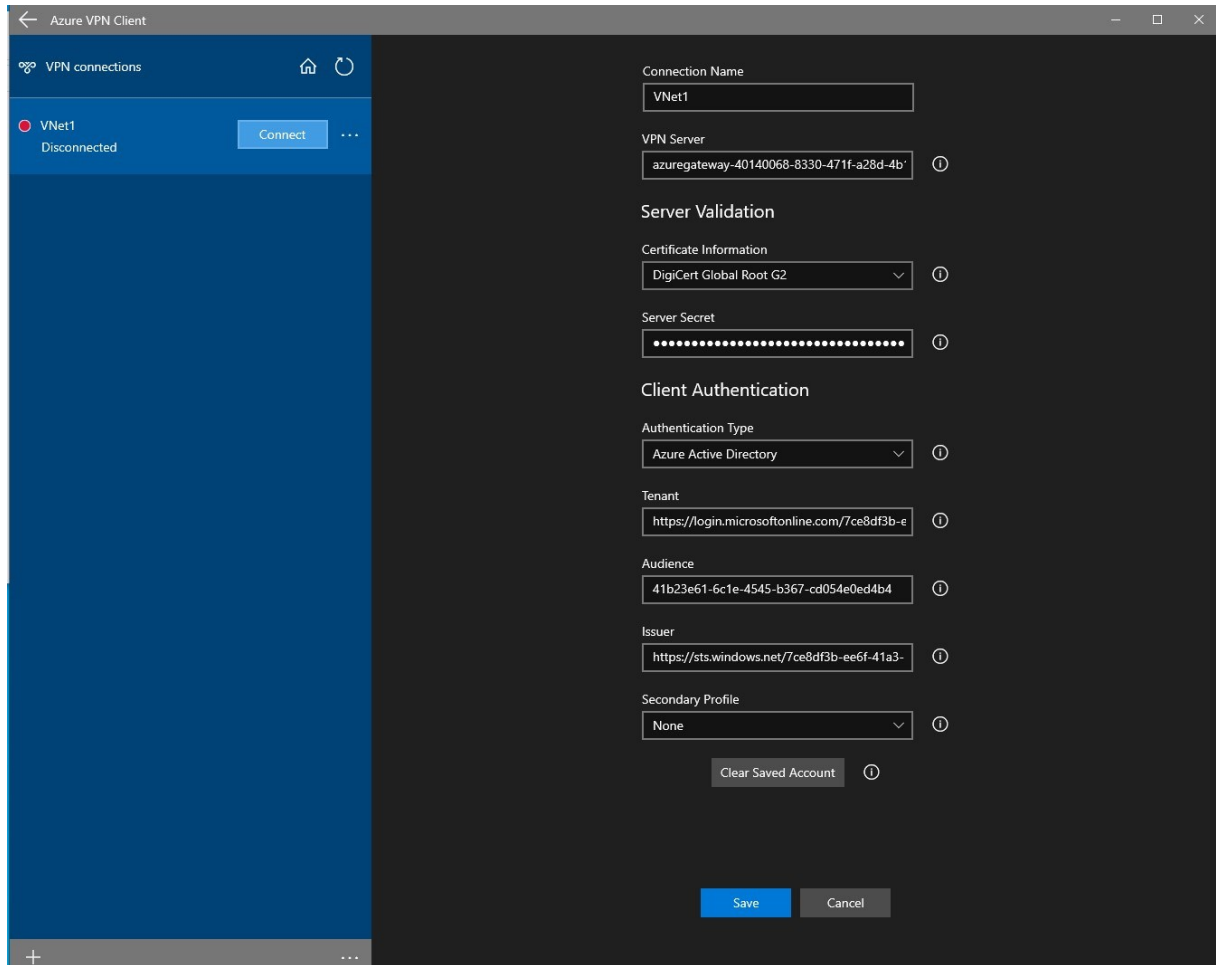 Azure VPN Client
VPN connections
VNet1
Disconnected
Connect
Connection Name
VNet1
VPN Server
azuregateway-40140068-8330-471f-a28d-4b
Server Validation
Certificate Information
DigiCert Global Root G2
Server Secret
••••••••••••••••••••••••••••••••••
Client Authentication
Authentication Type
Azure Active Directory
Tenant
https://login.microsoftonline.com/7ce8df3b-e
Audience
41b23e61-6c1e-4545-b367-cd054e0ed4b4
Issuer
https://sts.windows.net/7ce8df3b-ee6f-41a3-
Secondary Profile
None
Clear Saved Account
Save
Cancel